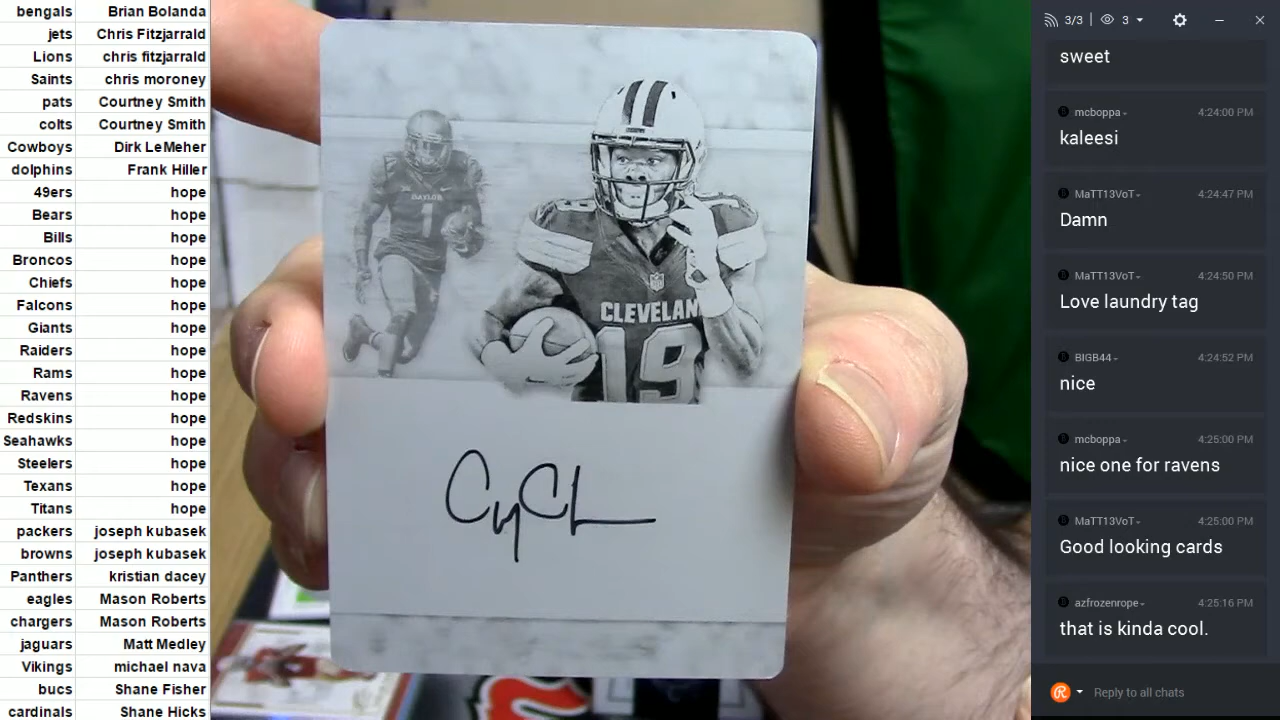 bengals Brian Bolanda
jets Chris Fitzjarrald
Lions chris fitzjarrald
Saints chris moroney
pats Courtney Smith
colts Courtney Smith
Cowboys Dirk LeMeher
dolphins Frank Hiller
49ers hope
Bears hope
Bills hope
Broncos hope
Chiefs hope
Falcons hope
Giants hope
Raiders hope
Rams hope
Ravens hope
Redskins hope
Seahawks hope
Steelers hope
Texans hope
Titans hope
packers joseph kubasek
browns joseph kubasek
Panthers kristian dacey
eagles Mason Roberts
chargers Mason Roberts
jaguars Matt Medley
Vikings michael nava
bucs Shane Fisher
cardinals Shane Hicks
BAYLOR
1
CLEVELAN
19
3/3 3
sweet
mcboppa 4:24:00 PM
kaleesi
MaTT13VoT 4:24:47 PM
Damn
MaTT13VoT 4:24:50 PM
Love laundry tag
BIGB44 4:24:52 PM
nice
mcboppa 4:25:00 PM
nice one for ravens
MaTT13VoT 4:25:00 PM
Good looking cards
azfrozenrope 4:25:16 PM
that is kinda cool.
Reply to all chats